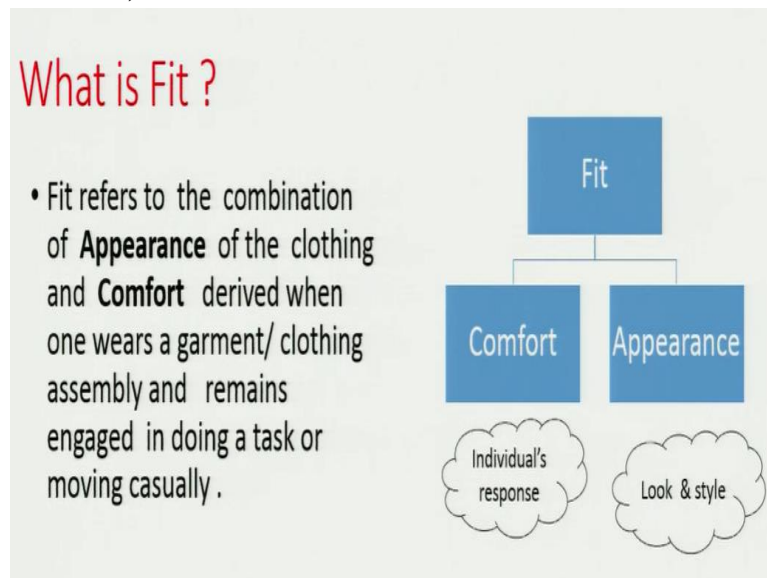 What is Fit ?
• Fit refers to the combination
of Appearance of the clothing
and Comfort derived when
one wears a garment/ clothing
assembly and remains
engaged in doing a task or
moving casually .
Fit
Comfort
Appearance
Individual's
response
Look & style